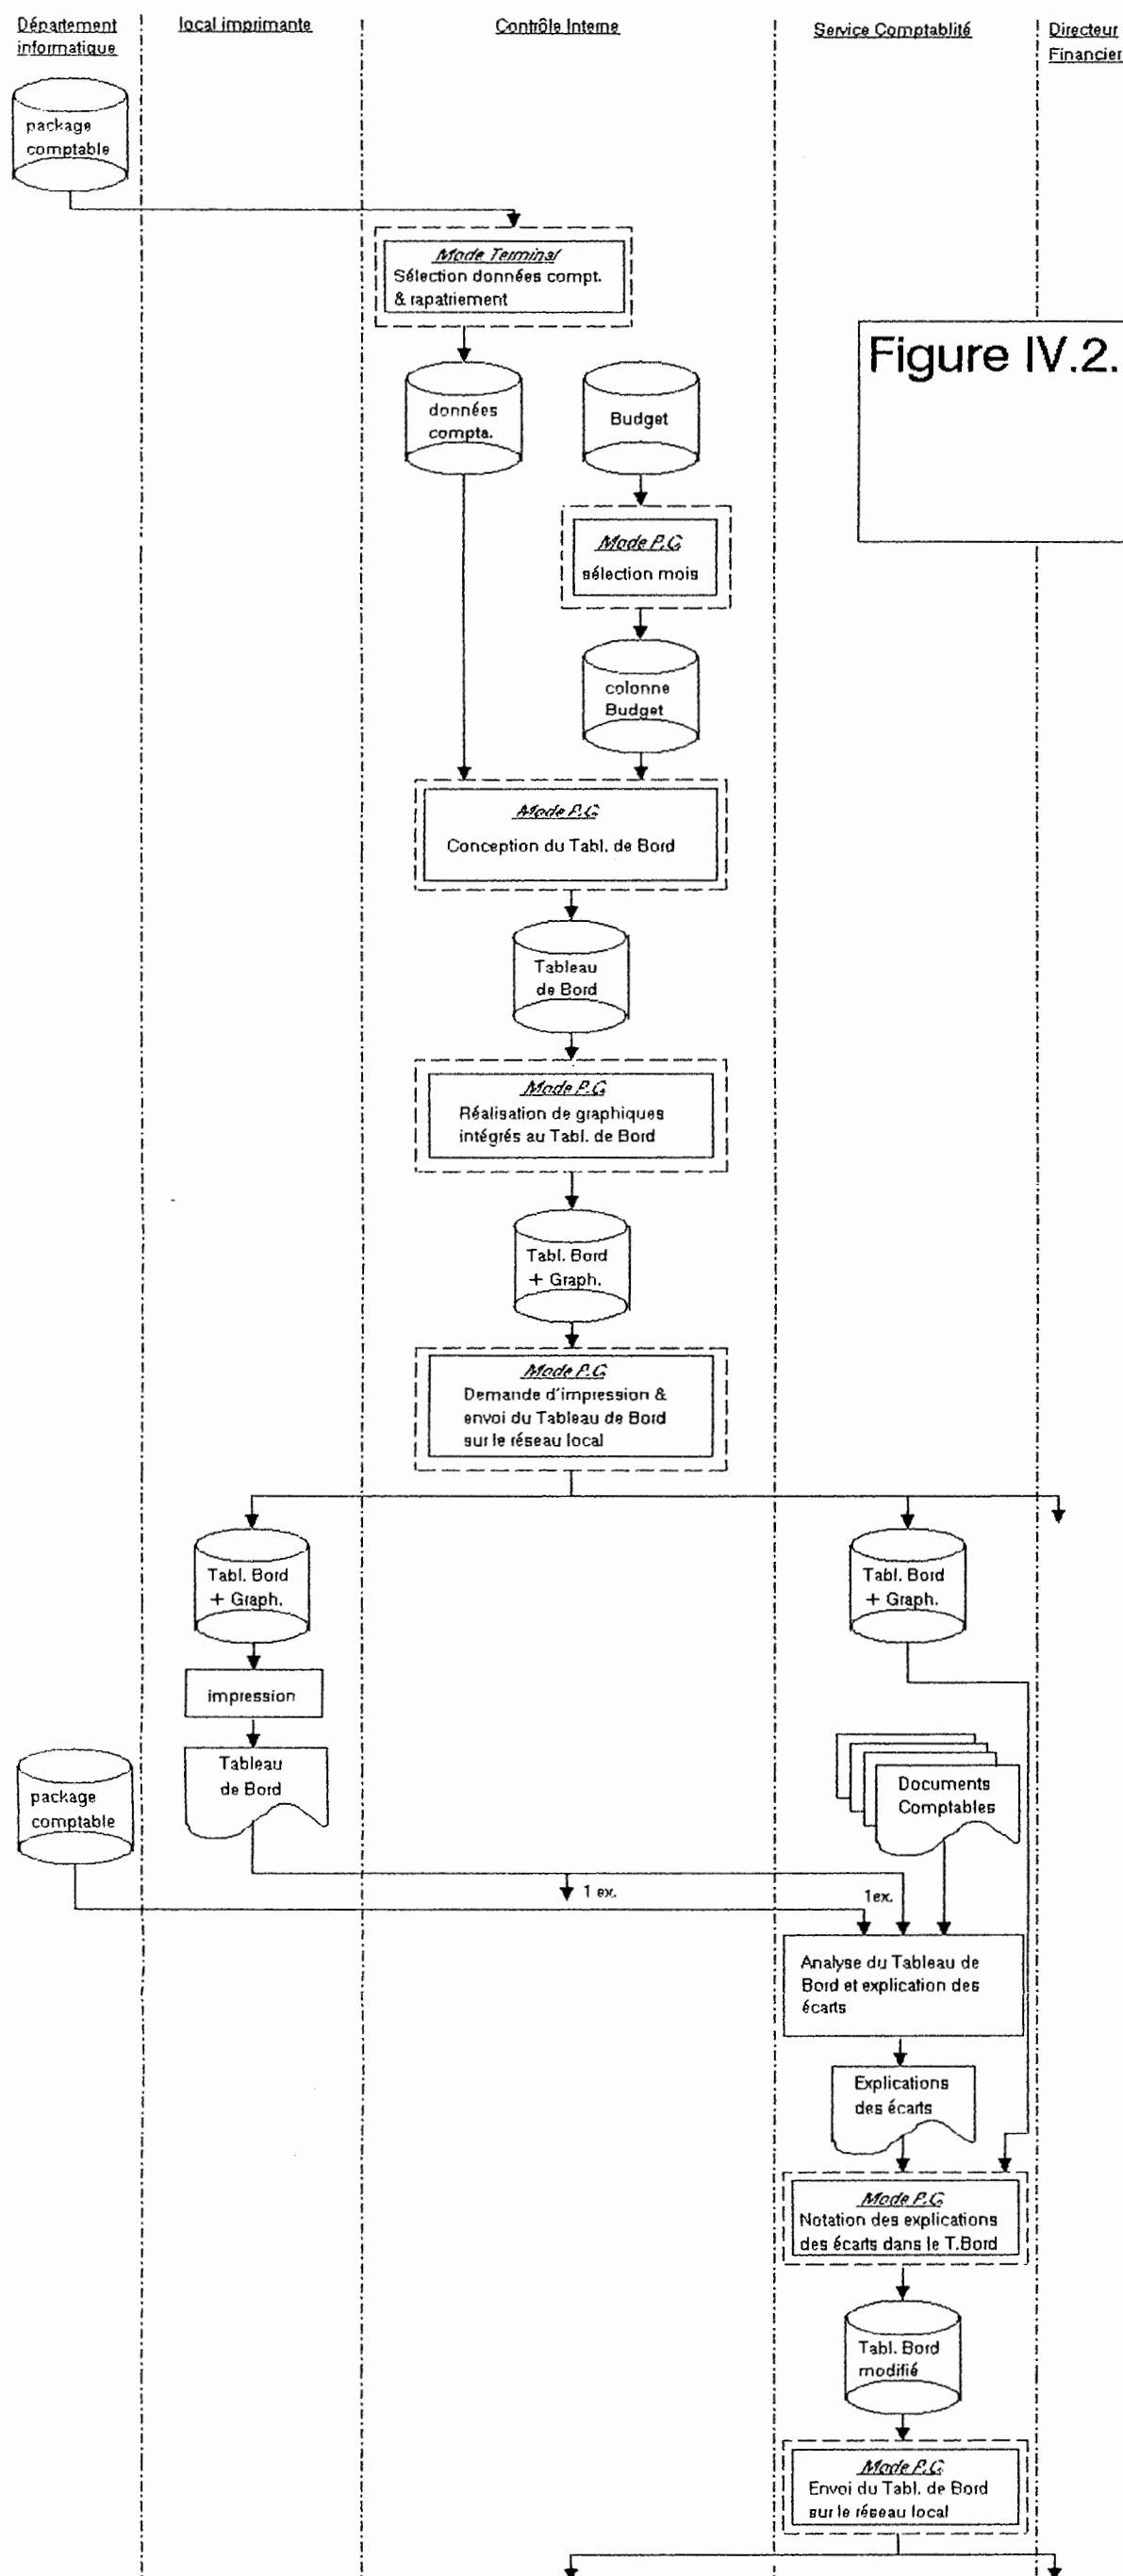 Département
informatique
local imprimante
Contrôle Interne
Service Comptablité
Directeur
Financier
package
comptable
Mode Terminal
Sélection données compt.
& rapatriement
Figure IV.2.
données
compta.
Budget
Mode P.C
sélection mois
colonne
Budget
Mode P.C
Conception du Tabl. de Bord
Tableau
de Bord
Mode P.C
Réalisation de graphiques
intégrés au Tabl. de Bord
Tabl. Bord
+ Graph.
Mode P.C
Demande d'impression &
envoi du Tableau de Bord
sur le réseau local
Tabl. Bord
+ Graph.
Tabl. Bord
+ Graph.
impression
Tableau
de Bord
package
comptable
Documents
Comptables
1 ex.
1ex.
Analyse du Tableau de
Bord et explication des
écarts
Explications
des écarts
Mode P.C
Notation des explications
des écarts dans le T.Bord
Tabl. Bord
modifié
Mode P.C
Envoi du Tabl. de Bord
sur le réseau local